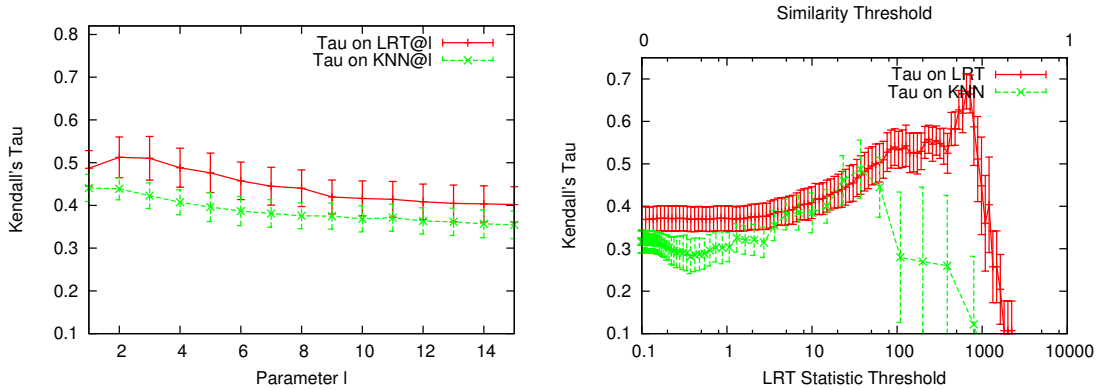 Kendall's Tau
0.8
0.7
0.6
0.5
0.4
0.3
0.2
0.1
Tau on LRT@l
Tau on KNN@l
2 4 6 8 10 12 14
Parameter l
Similarity Threshold
0 1
Kendall's Tau
0.7
0.6
0.5
0.4
0.3
0.2
0.1
Tau on LRT
Tau on KNN
0.1 1 10 100 1000 10000
LRT Statistic Threshold